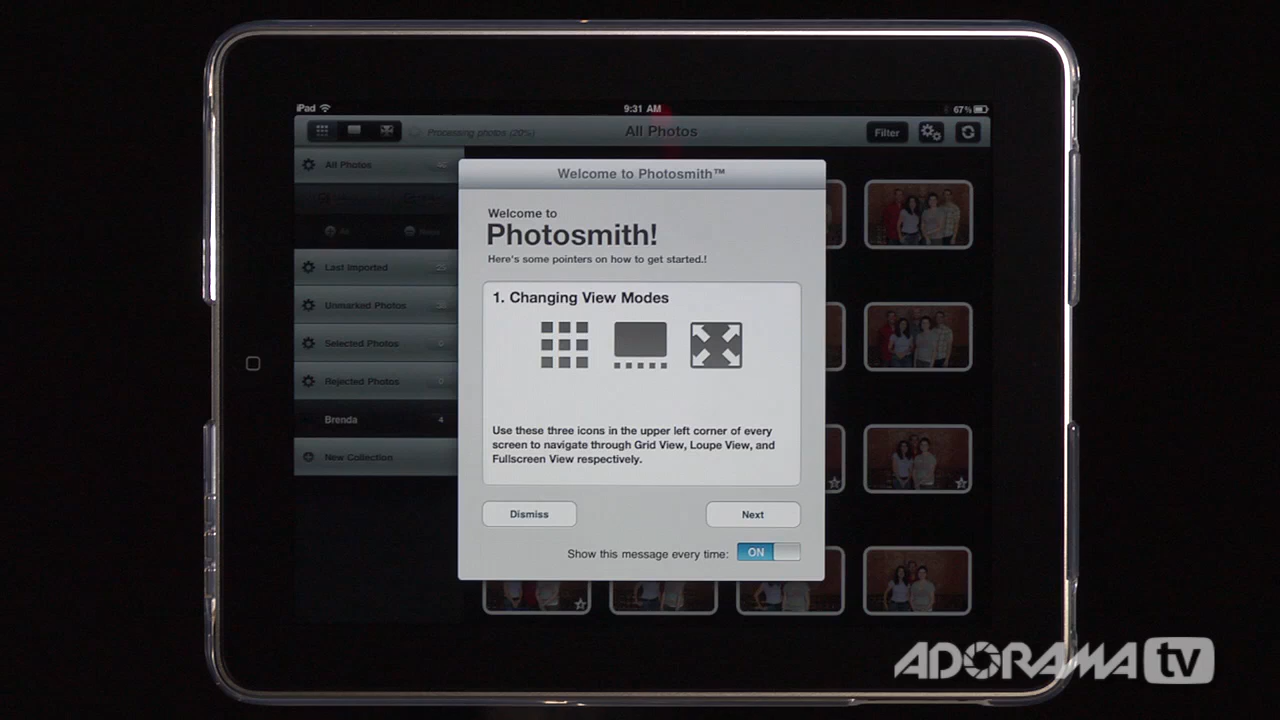 iPad
9:31 AM
67%
Processing photos (20%)
All Photos
Filter
All Photos
Last Imported
Unmarked Photos
Selected Photos
Rejected Photos
Brenda 4
New Collection
Welcome to Photosmith™
Welcome to
Photosmith!
Here's some pointers on how to get started.!
1. Changing View Modes
Use these three icons in the upper left corner of every
screen to navigate through Grid View, Loupe View, and
Fullscreen View respectively.
Dismiss
Next
Show this message every time: ON
ADORAMA tv